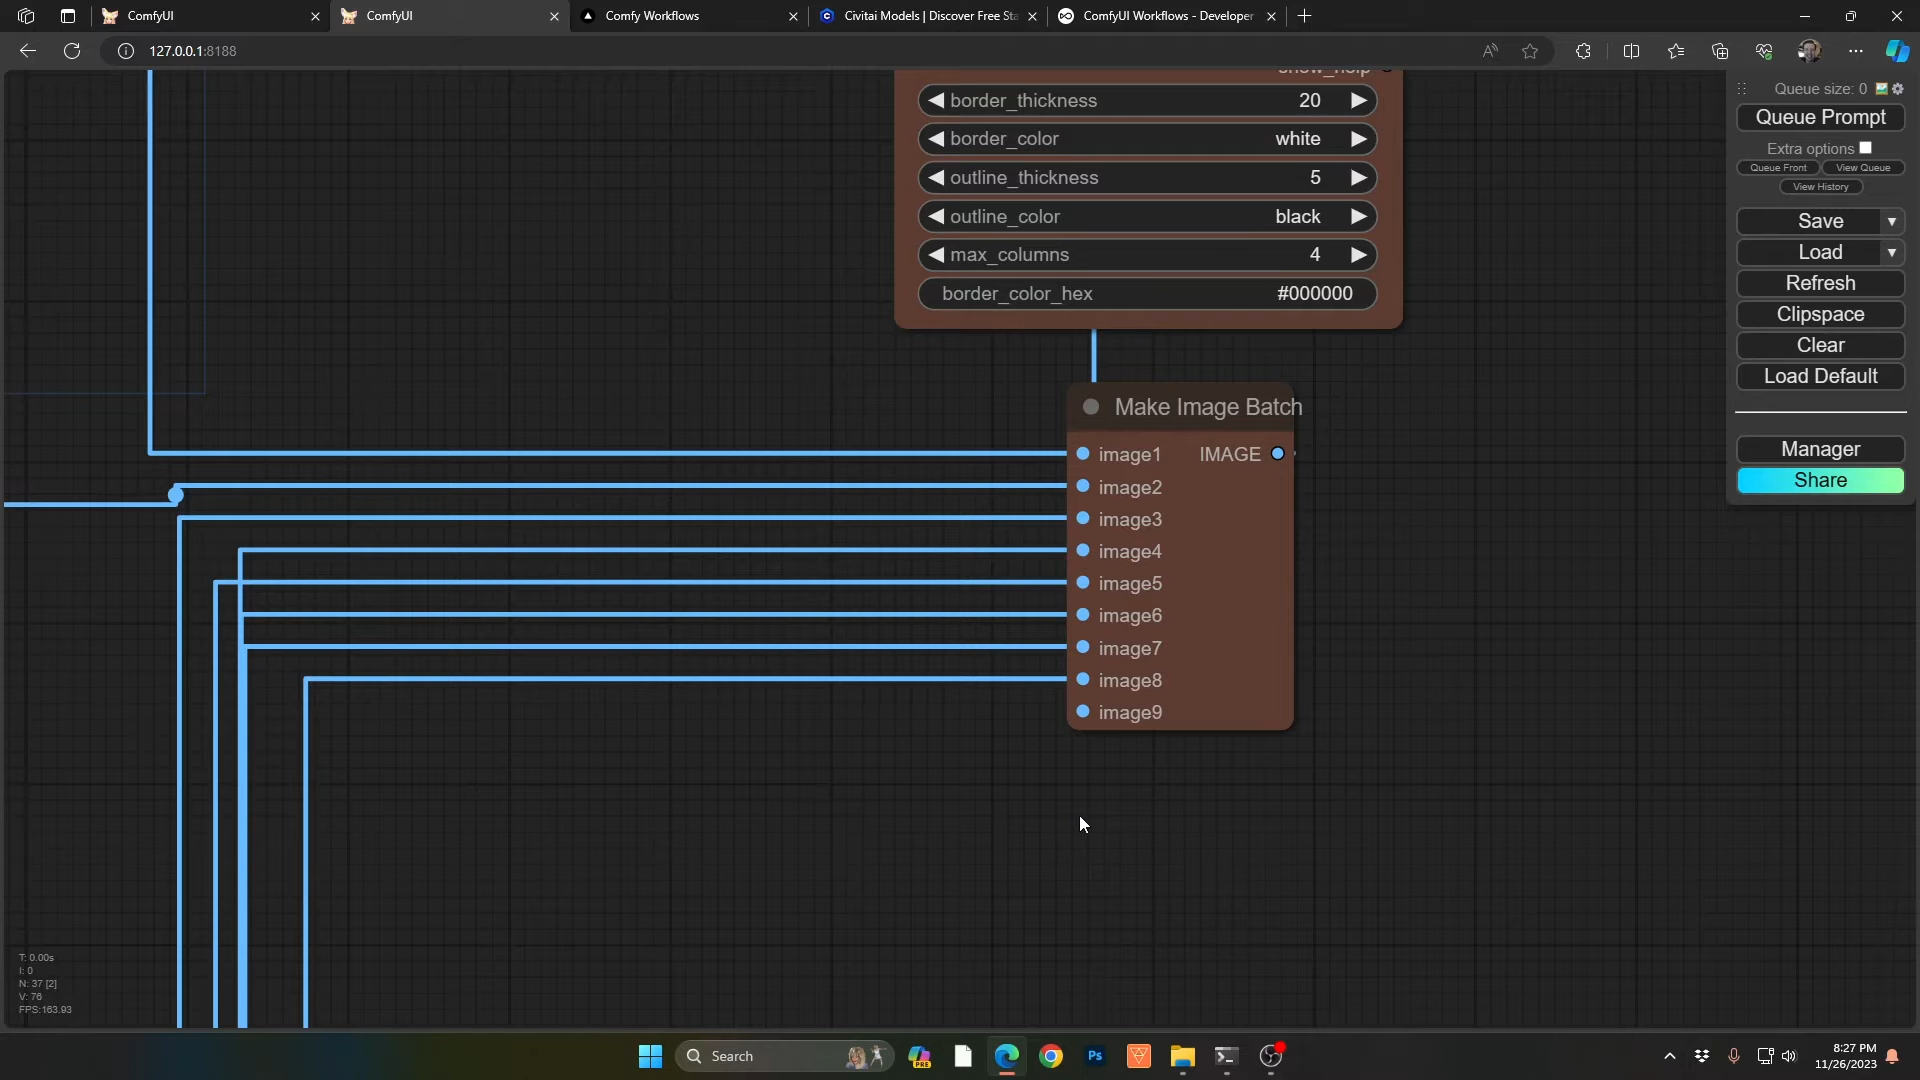 ComfyUI
ComfyUI
Comfy Workflows
Civitai Models | Discover Free Sta
ComfyUI Workflows - Developer
127.0.0.1:8188
show_help
border_thickness 20
border_color white
outline_thickness 5
outline_color black
max_columns 4
border_color_hex #000000
Make Image Batch
image1 IMAGE
image2
image3
image4
image5
image6
image7
image8
image9
Queue size: 0
Queue Prompt
Extra options
Queue Front View Queue
View History
Save
Load
Refresh
Clipspace
Clear
Load Default
Manager
Share
T: 0.00s
I: 0
N: 37 [2]
V: 76
FPS:163.93
Search
PRE
Ps
8:27 PM
11/26/2023